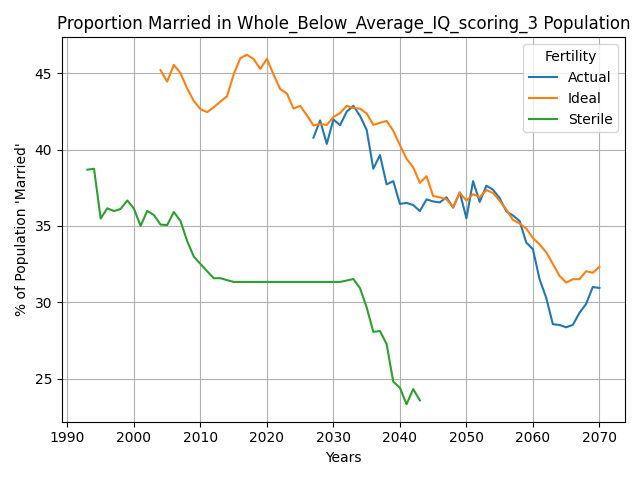 Proportion Married in Whole_Below_Average_IQ_scoring_3 Population
% of Population 'Married'
45
40
35
30
25
Fertility
Actual
Ideal
Sterile
1990 2000 2010 2020 2030 2040 2050 2060 2070
Years